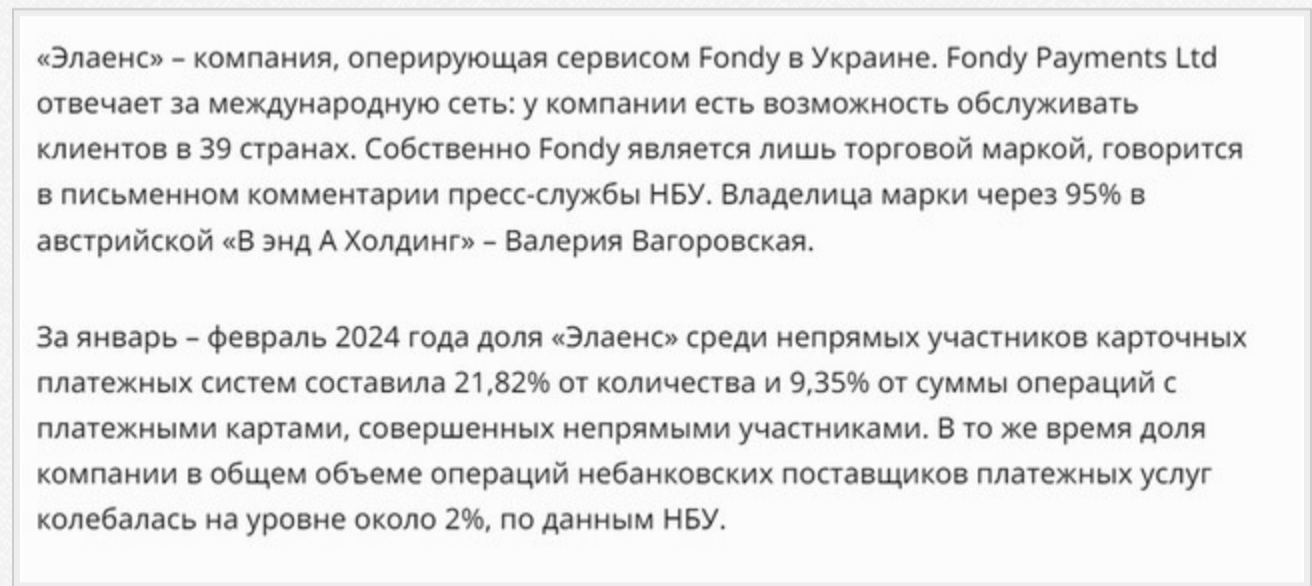 «Элаенс» – компания, оперирующая сервисом Fondy в Украине. Fondy Payments Ltd
отвечает за международную сеть: у компании есть возможность обслуживать
клиентов в 39 странах. Собственно Fondy является лишь торговой маркой, говорится
в письменном комментарии пресс-службы НБУ. Владелица марки через 95% в
австрийской «В энд А Холдинг» – Валерия Вагоровская.
За январь – февраль 2024 года доля «Элаенс» среди непрямых участников карточных
платежных систем составила 21,82% от количества и 9,35% от суммы операций с
платежными картами, совершенных непрямыми участниками. В то же время доля
компании в общем объеме операций небанковских поставщиков платежных услуг
колебалась на уровне около 2%, по данным НБУ.